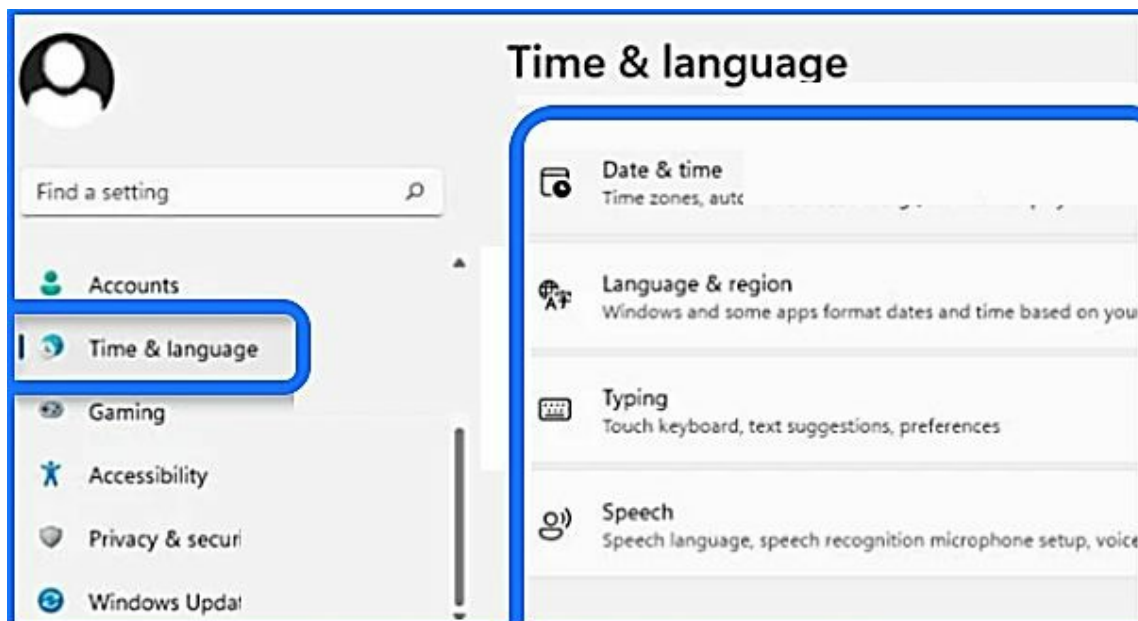 Time & language
Find a setting
Accounts
Time & language
Gaming
Accessibility
Privacy & securi
Windows Updat
Date & time
Time zones, autc
Language & region
Windows and some apps format dates and time based on you
Typing
Touch keyboard, text suggestions, preferences
Speech
Speech language, speech recognition microphone setup, voice